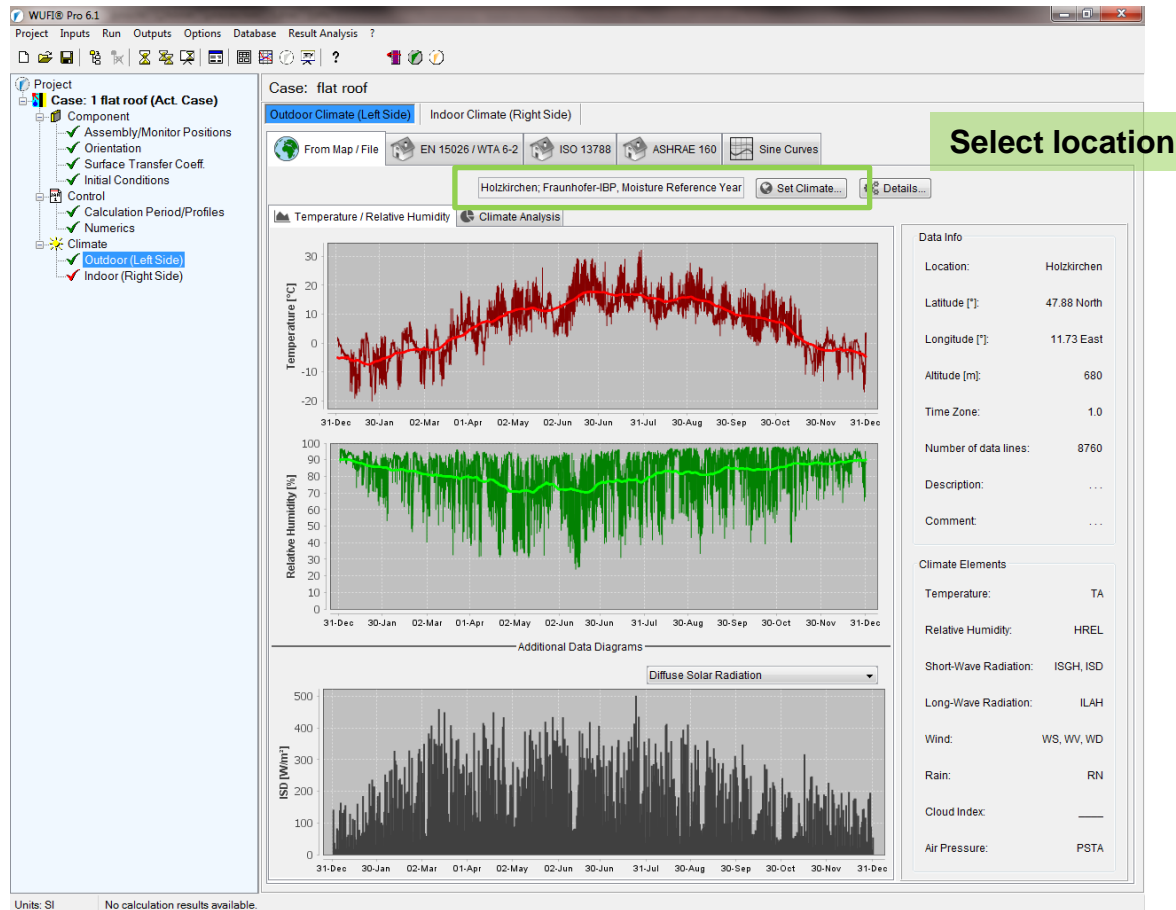 WUFI® Pro 6.1
Project Inputs Run Outputs Options Database Result Analysis ?
?
Project
Case: 1 flat roof (Act. Case)
Component
Assembly/Monitor Positions
Orientation
Surface Transfer Coeff.
Initial Conditions
Control
Calculation Period/Profiles
Numerics
Climate
Outdoor (Left Side)
Indoor (Right Side)
Case: flat roof
Outdoor Climate (Left Side) Indoor Climate (Right Side)
Select location
From Map / File EN 15026 / WTA 6-2 ISO 13788 ASHRAE 160 Sine Curves
Holzkirchen; Fraunhofer-IBP, Moisture Reference Year Set Climate... Details...
Temperature / Relative Humidity Climate Analysis
Temperature [°C]
30
20
10
0
-10
-20
31-Dec 30-Jan 02-Mar 01-Apr 02-May 02-Jun 30-Jun 31-Jul 30-Aug 30-Sep 30-Oct 30-Nov 31-Dec
Relative Humidity [%]
100
90
80
70
60
50
40
30
20
10
0
31-Dec 30-Jan 02-Mar 01-Apr 02-May 02-Jun 30-Jun 31-Jul 30-Aug 30-Sep 30-Oct 30-Nov 31-Dec
Additional Data Diagrams
Diffuse Solar Radiation
ISD [W/m²]
500
400
300
200
100
0
31-Dec 30-Jan 02-Mar 01-Apr 02-May 02-Jun 30-Jun 31-Jul 30-Aug 30-Sep 30-Oct 30-Nov 31-Dec
Data Info
Location: Holzkirchen
Latitude [°]: 47.88 North
Longitude [°]: 11.73 East
Altitude [m]: 680
Time Zone: 1.0
Number of data lines: 8760
Description: . . .
Comment: . . .
Climate Elements
Temperature: TA
Relative Humidity: HREL
Short-Wave Radiation: ISGH, ISD
Long-Wave Radiation: ILAH
Wind: WS, WV, WD
Rain: RN
Cloud Index: ____
Air Pressure: PSTA
Units: SI No calculation results available.